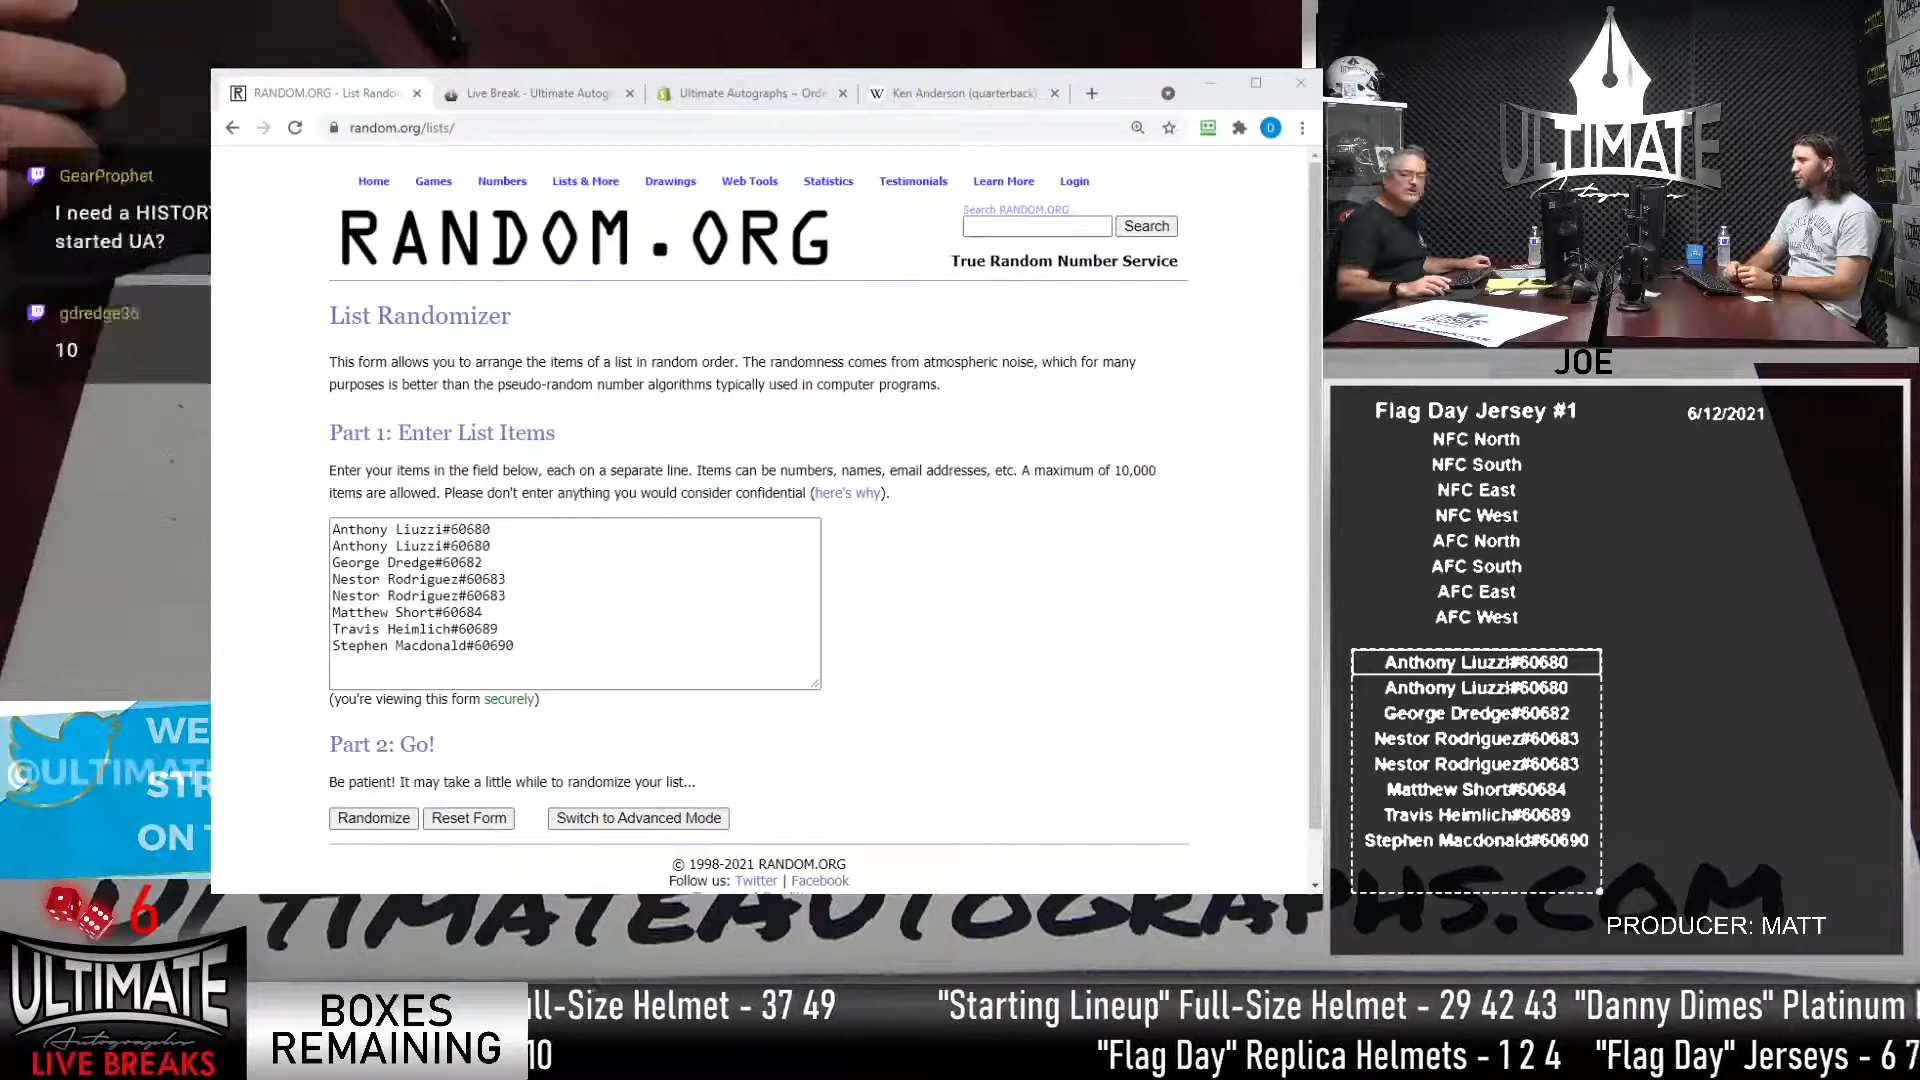 GearProphet
I need a HISTORY
started UA?
gdredge36
10
RANDOM.ORG - List Random
Live Break - Ultimate Autog
Ultimate Autographs ~ Orde
Ken Anderson (quarterback)
random.org/lists/
D
Home Games Numbers Lists & More Drawings Web Tools Statistics Testimonials Learn More Login
RANDOM.ORG
Search RANDOM.ORG
Search
True Random Number Service
List Randomizer
This form allows you to arrange the items of a list in random order. The randomness comes from atmospheric noise, which for many
purposes is better than the pseudo-random number algorithms typically used in computer programs.
Part 1: Enter List Items
Enter your items in the field below, each on a separate line. Items can be numbers, names, email addresses, etc. A maximum of 10,000
items are allowed. Please don't enter anything you would consider confidential (here's why).
Anthony Liuzzi#60680
Anthony Liuzzi#60680
George Dredge#60682
Nestor Rodriguez#60683
Nestor Rodriguez#60683
Matthew Short#60684
Travis Heimlich#60689
Stephen Macdonald#60690
(you're viewing this form securely)
Part 2: Go!
Be patient! It may take a little while to randomize your list...
Randomize Reset Form Switch to Advanced Mode
© 1998-2021 RANDOM.ORG
Follow us: Twitter | Facebook
ULTIMATE
Autographs
JOE
Flag Day Jersey #1 6/12/2021
NFC North
NFC South
NFC East
NFC West
AFC North
AFC South
AFC East
AFC West
Anthony Liuzzi#60680
Anthony Liuzzi#60680
George Dredge#60682
Nestor Rodriguez#60683
Nestor Rodriguez#60683
Matthew Short#60684
Travis Heimlich#60689
Stephen Macdonald#60690
PRODUCER: MATT
WE
@ULTIMAT
STR
ON T
6
ULTIMATEAUTOGRAPHS.COM
ULTIMATE
Autographs
LIVE BREAKS
BOXES
REMAINING
ull-Size Helmet - 37 49 "Starting Lineup" Full-Size Helmet - 29 42 43 "Danny Dimes" Platinum
10 "Flag Day" Replica Helmets - 1 2 4 "Flag Day" Jerseys - 6 7